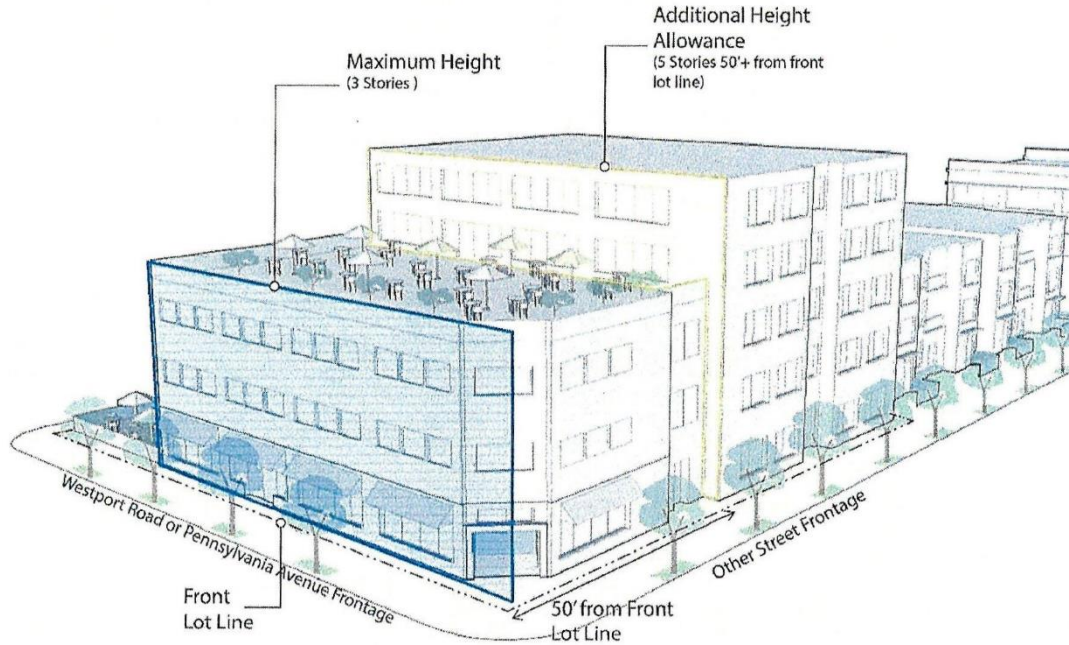 Additional Height
Allowance
(5 Stories 50'+ from front
lot line)
Maximum Height
(3 Stories )
Westport Road or Pennsylvania Avenue Frontage
Other Street Frontage
Front
Lot Line
50' from Front
Lot Line